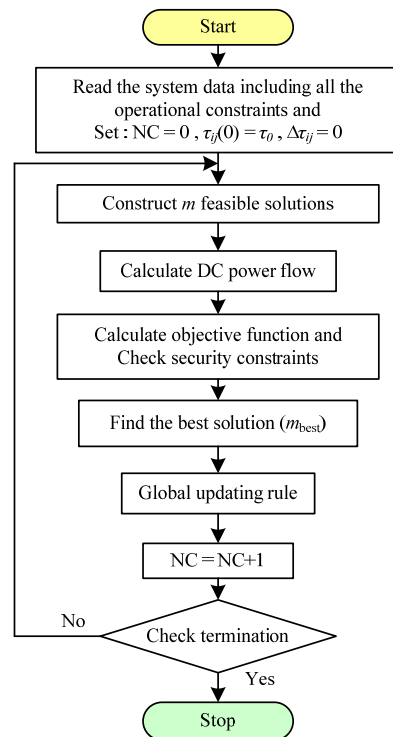 Start
Read the system data including all the
operational constraints and
Set : NC = 0 , τij(0) = τ0 , Δτij = 0
Construct m feasible solutions
Calculate DC power flow
Calculate objective function and
Check security constraints
Find the best solution (mbest)
Global updating rule
NC = NC+1
No
Check termination
Yes
Stop